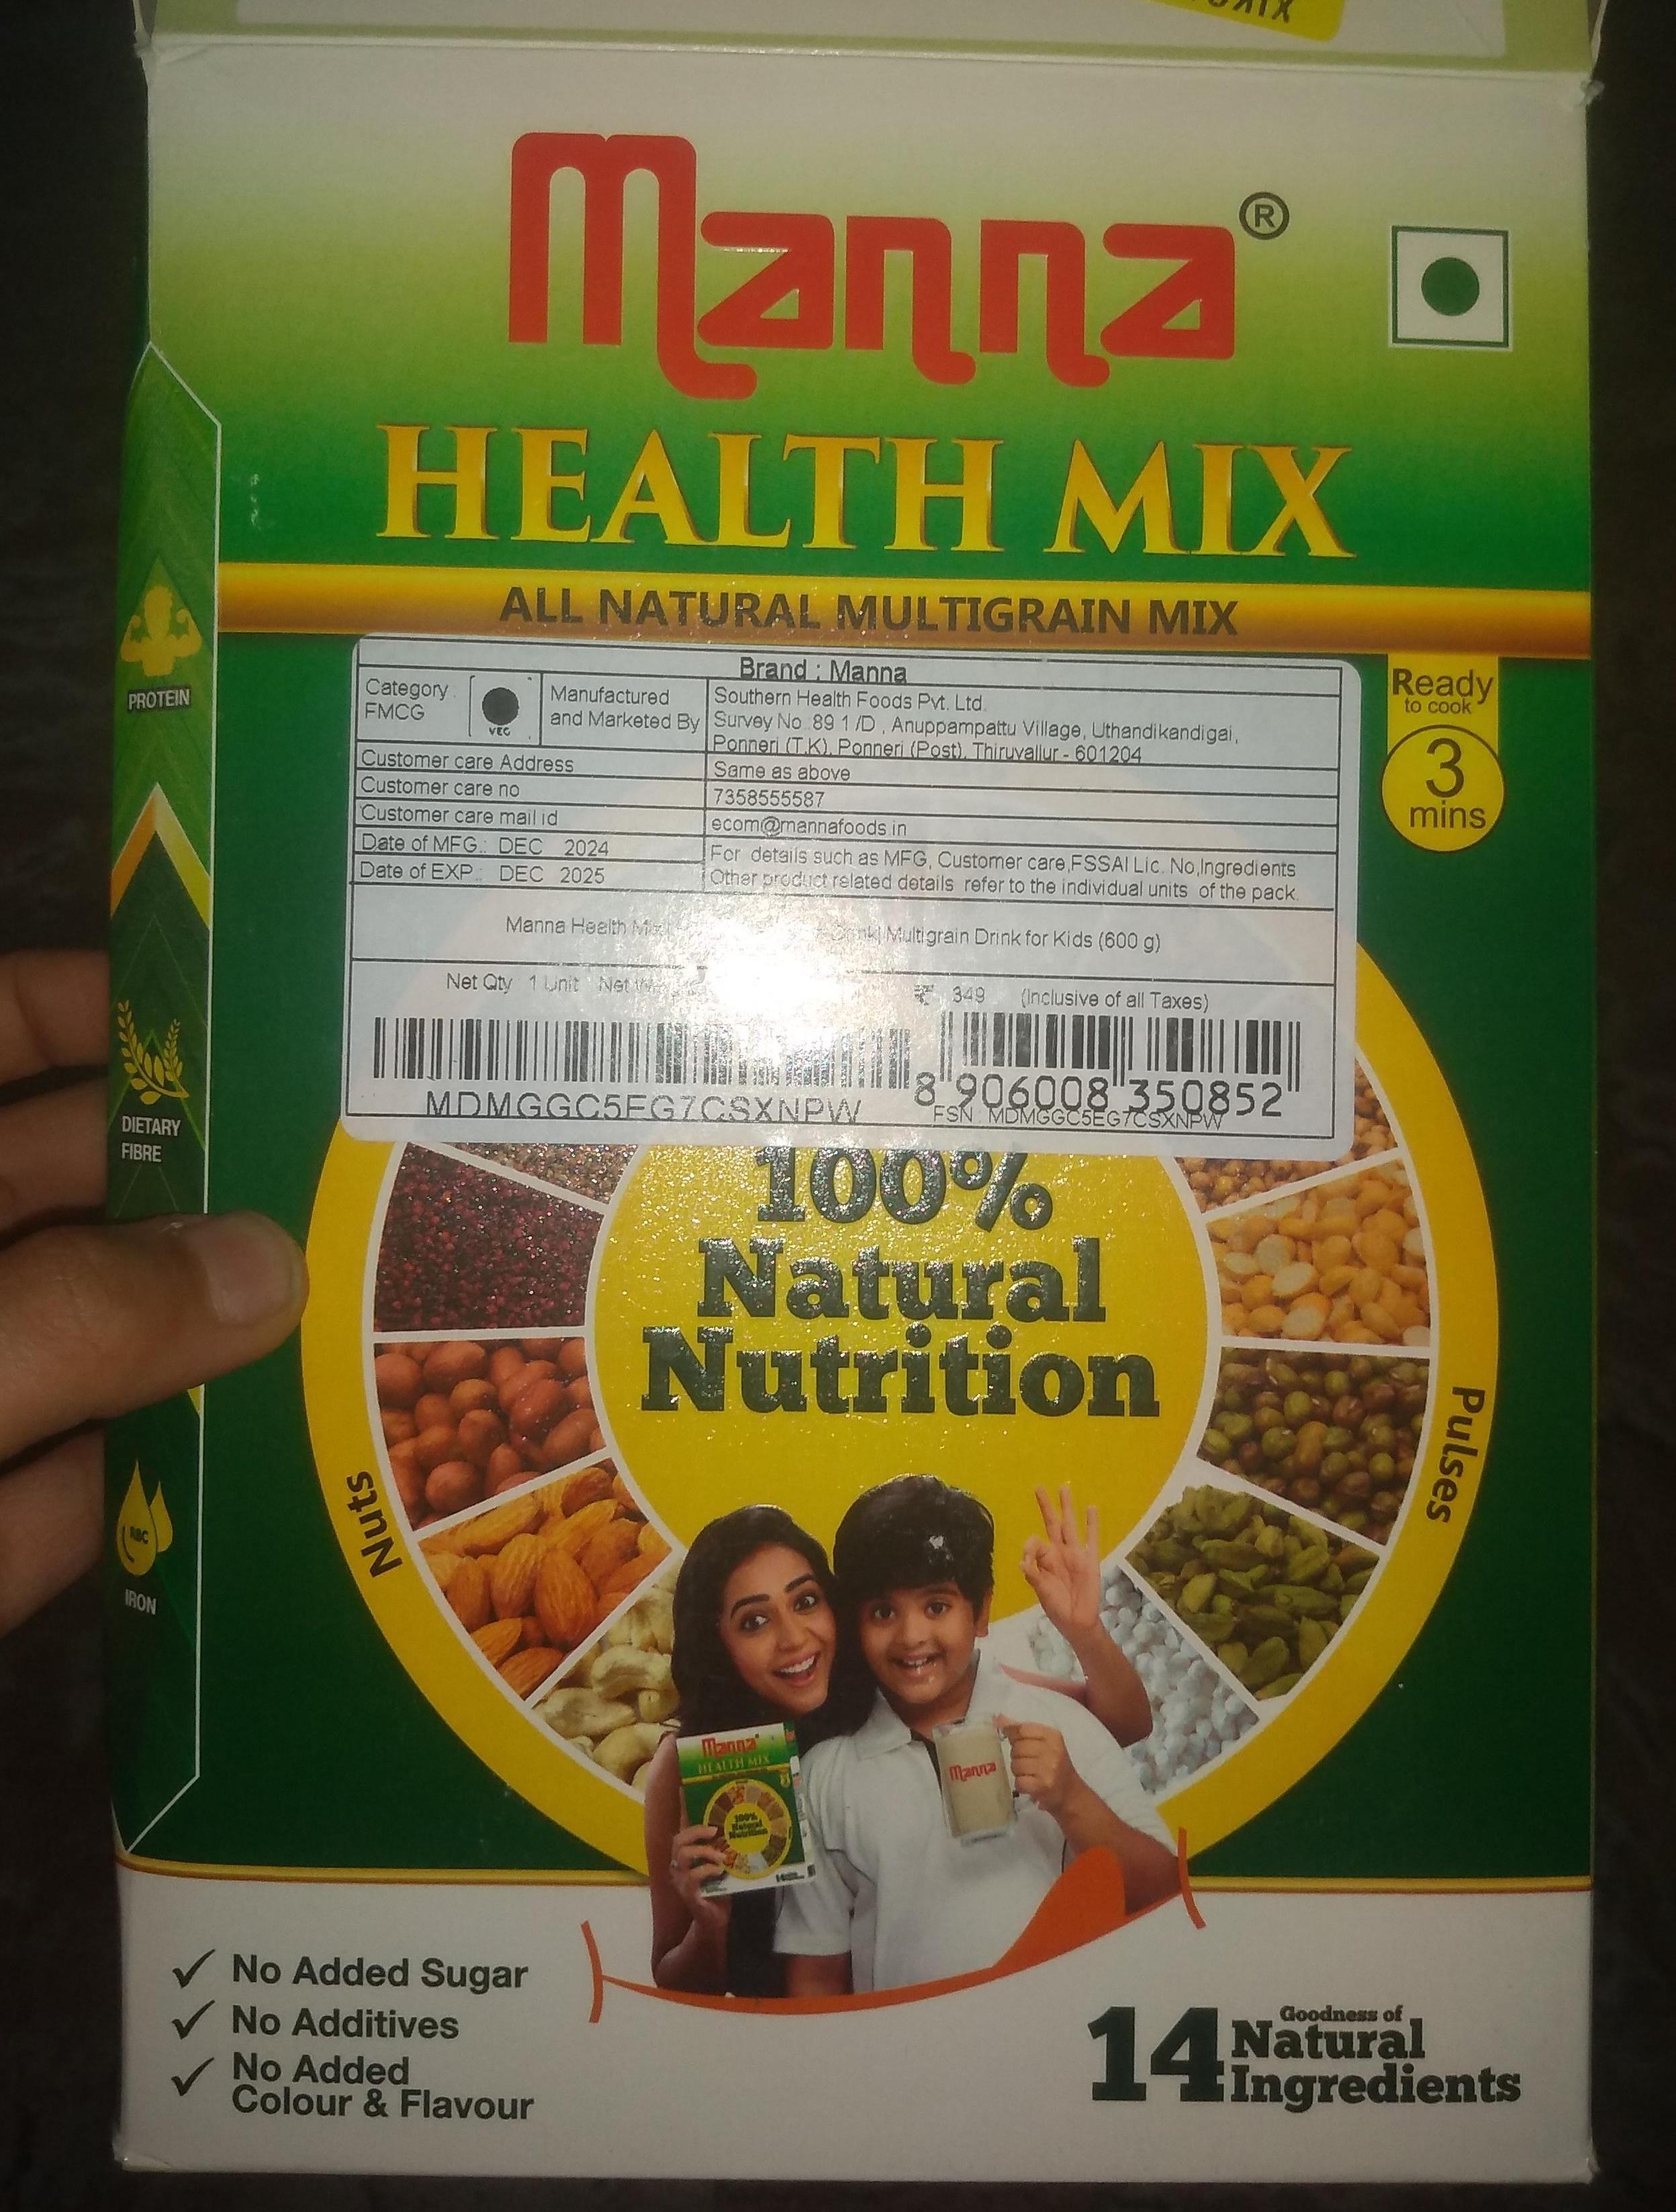 Manna®
HEALTH MIX
ALL NATURAL MULTIGRAIN MIX
Brand : Manna
Category :
FMCG
VEG
Manufactured
and Marketed By
Southern Health Foods Pvt. Ltd.
Survey No. 89 1 /D , Anuppampattu Village, Uthandikandigai,
Ponneri (T.K), Ponneri (Post), Thiruvallur - 601204
Customer care Address
Same as above
Customer care no
7358555587
Customer care mail id
ecom@mannafoods.in
Date of MFG.: DEC 2024
Date of EXP.: DEC 2025
For details such as MFG, Customer care,FSSAI Lic. No,Ingredients
Other product related details refer to the individual units of the pack.
Manna Health Multigrain Drink for Kids (600 g)
Net Qty 1 Unit Net
₹ 349 (Inclusive of all Taxes)
MDMGGC5EG7CSXNPW
8 906008 350852
FSN : MDMGGC5EG7CSXNPW
Ready
to cook
3
mins
PROTEIN
DIETARY
FIBRE
RBC
IRON
100%
Natural
Nutrition
Nuts
Pulses
Manna
HEALTH MIX
100%
Natural
Nutrition
Manna
✓ No Added Sugar
✓ No Additives
✓ No Added
Colour & Flavour
14
Goodness of
Natural
Ingredients